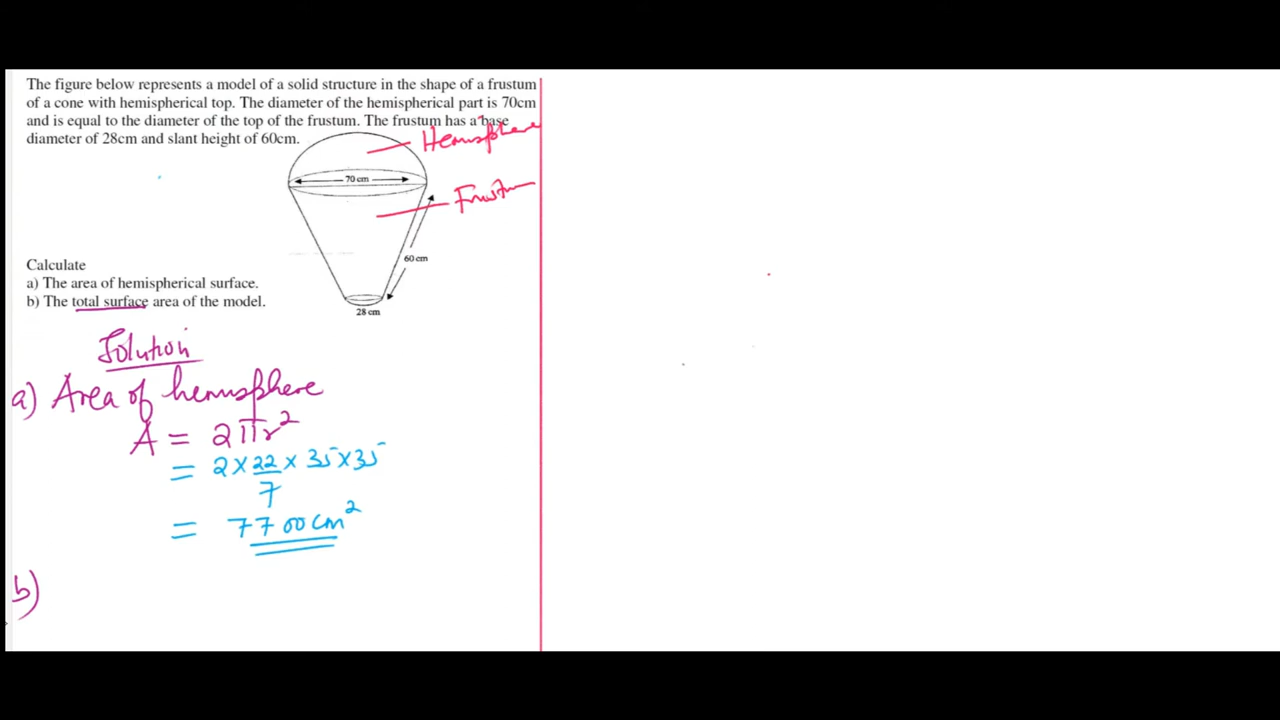 The figure below represents a model of a solid structure in the shape of a frustum
of a cone with hemispherical top. The diameter of the hemispherical part is 70cm
and is equal to the diameter of the top of the frustum. The frustum has a base
diameter of 28cm and slant height of 60cm.
Hemisphere
70 cm
Frustum
60cm
28 cm
Calculate
a) The area of hemispherical surface.
b) The total surface area of the model.
Solution
a) Area of hemisphere
A = 2πr²
= 2 × 22/7 × 35 × 35
= 7700cm²
b)